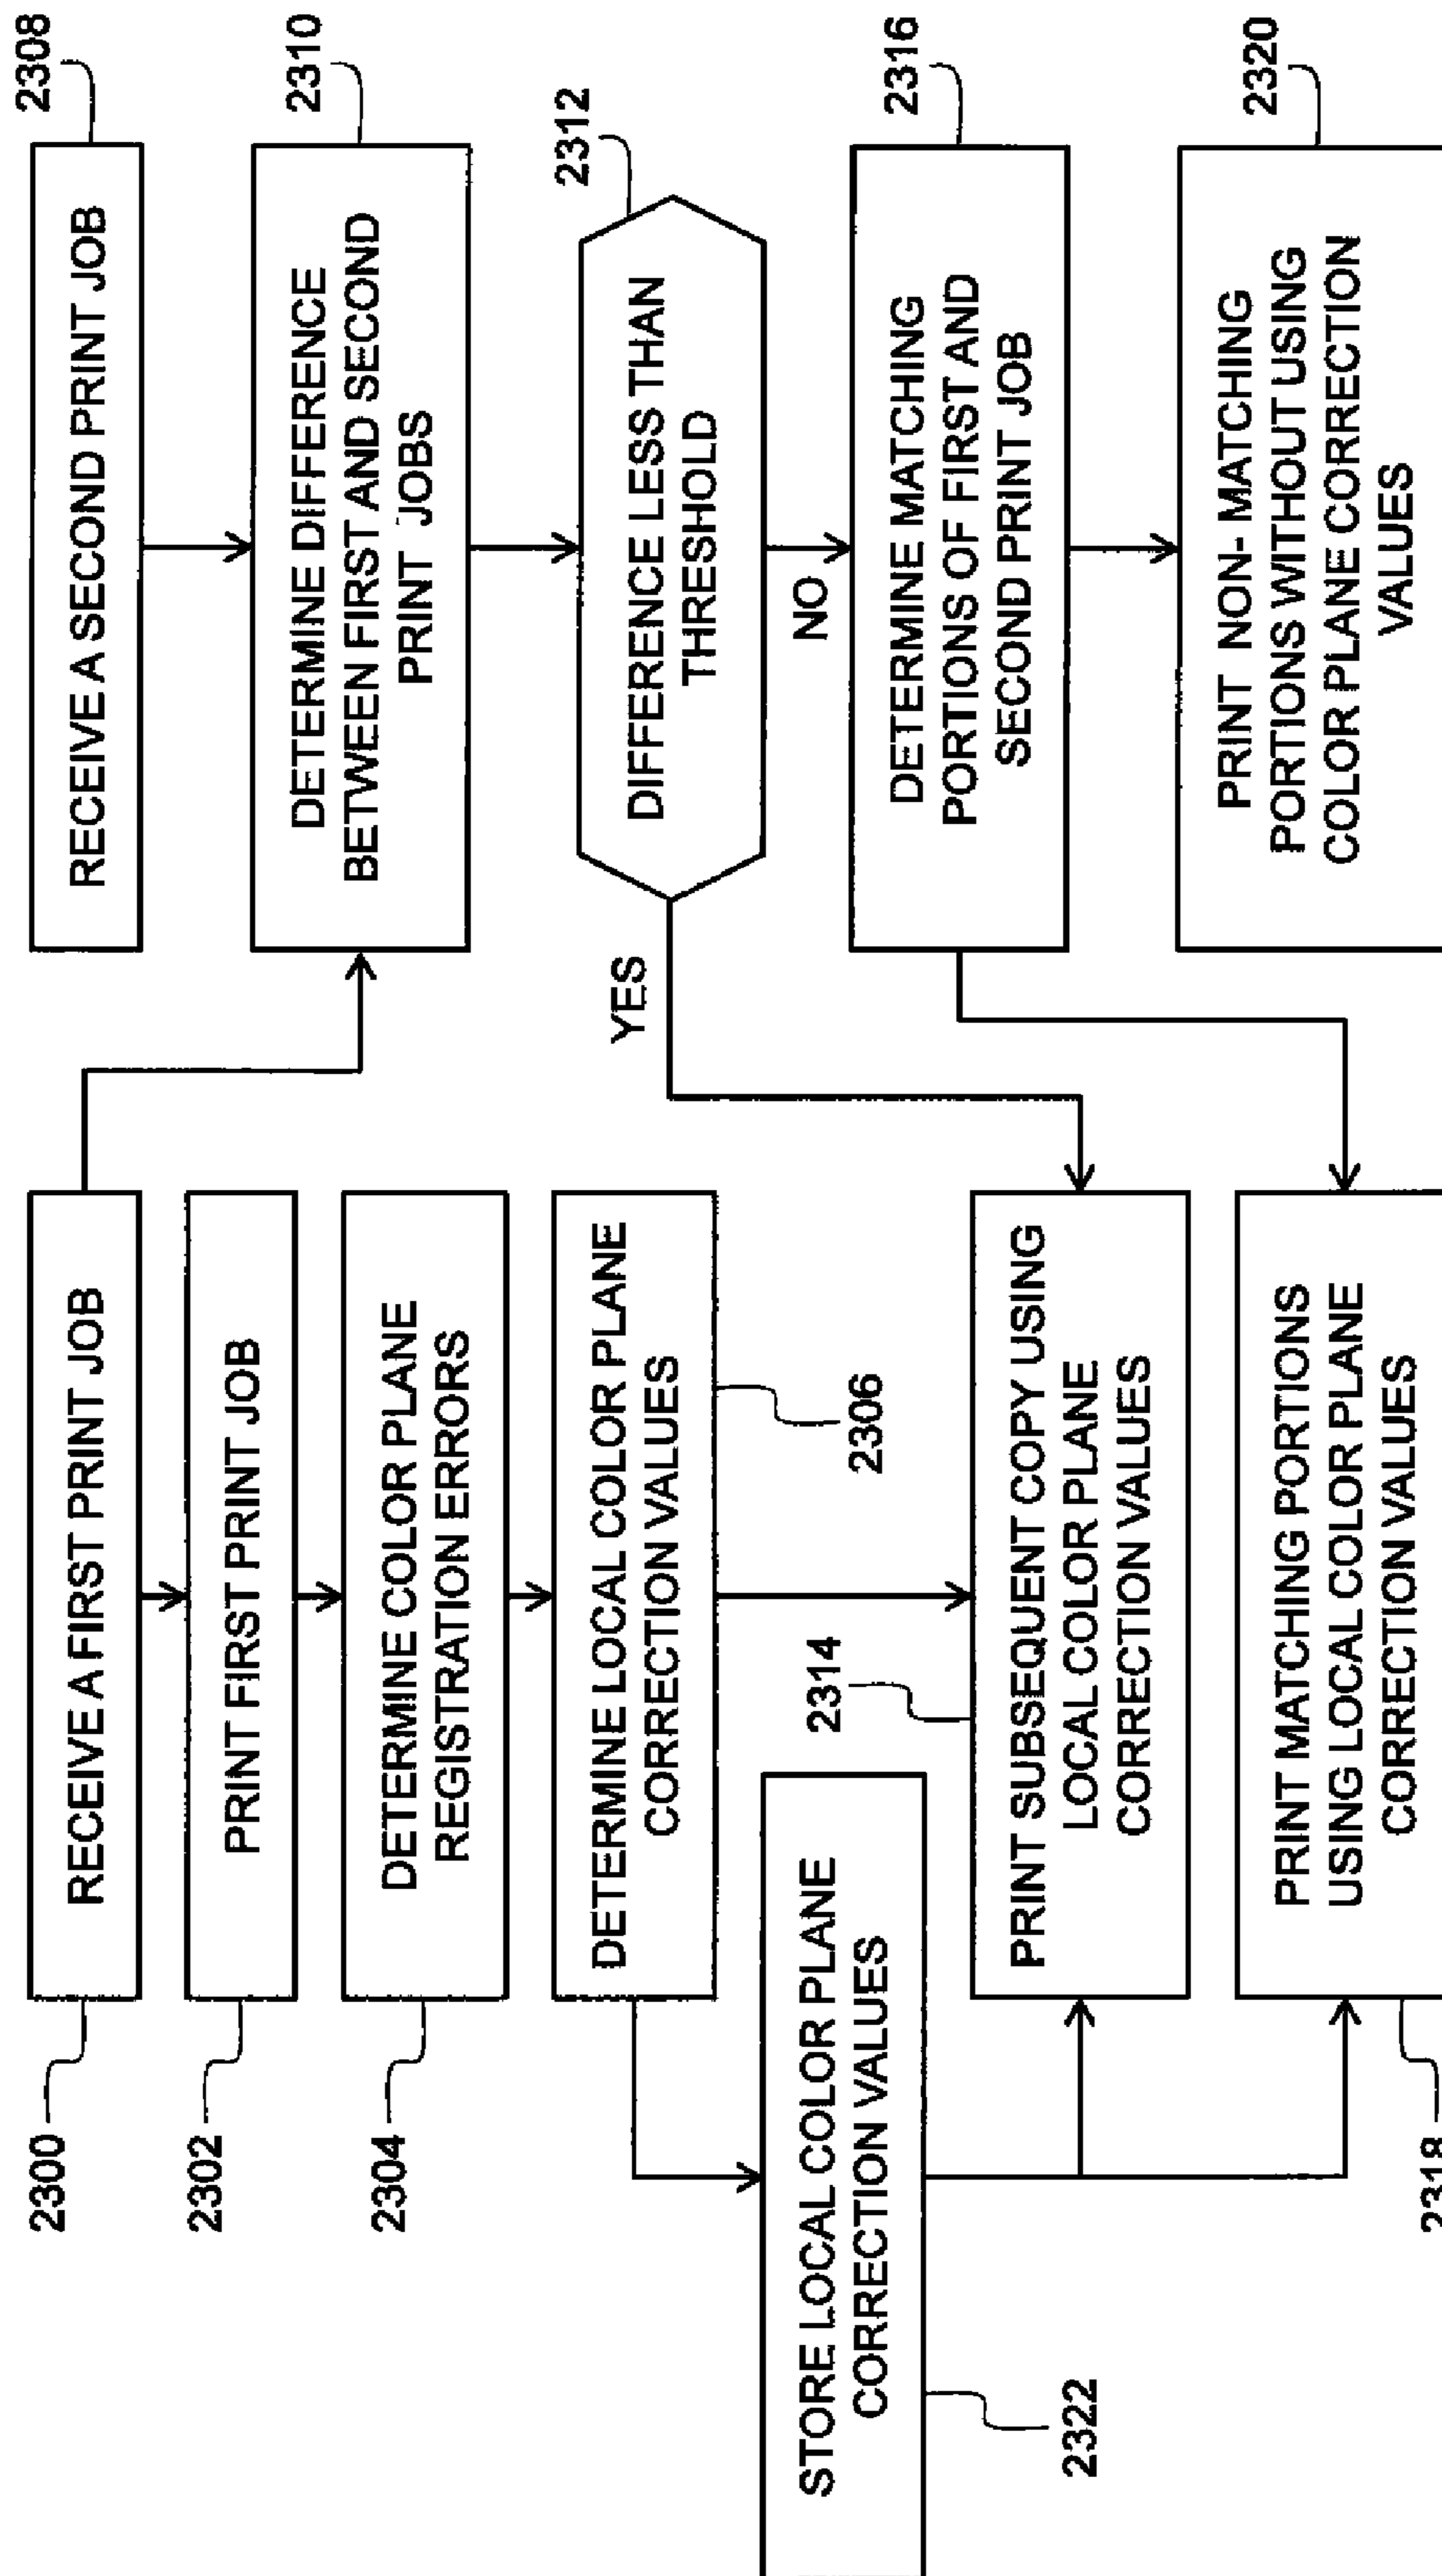 2300
RECEIVE A FIRST PRINT JOB
2302
PRINT FIRST PRINT JOB
2304
DETERMINE COLOR PLANE
REGISTRATION ERRORS
DETERMINE LOCAL COLOR PLANE
CORRECTION VALUES
2306
STORE LOCAL COLOR PLANE
CORRECTION VALUES
2322
2314
PRINT SUBSEQUENT COPY USING
LOCAL COLOR PLANE
CORRECTION VALUES
PRINT MATCHING PORTIONS
USING LOCAL COLOR PLANE
CORRECTION VALUES
2318
RECEIVE A SECOND PRINT JOB
2308
DETERMINE DIFFERENCE
BETWEEN FIRST AND SECOND
PRINT JOBS
2310
DIFFERENCE LESS THAN
THRESHOLD
2312
YES
NO
DETERMINE MATCHING
PORTIONS OF FIRST AND
SECOND PRINT JOB
2316
PRINT NON- MATCHING
PORTIONS WITHOUT USING
COLOR PLANE CORRECTION
VALUES
2320